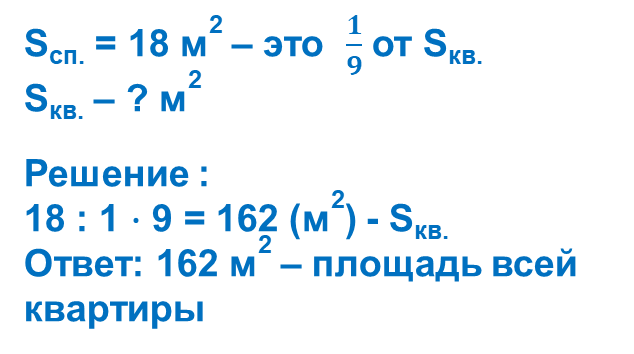 Sсп. = 18 м² – это 1/9 от Sкв.
Sкв. – ? м²
Решение :
18 : 1 · 9 = 162 (м²) - Sкв.
Ответ: 162 м² – площадь всей
квартиры